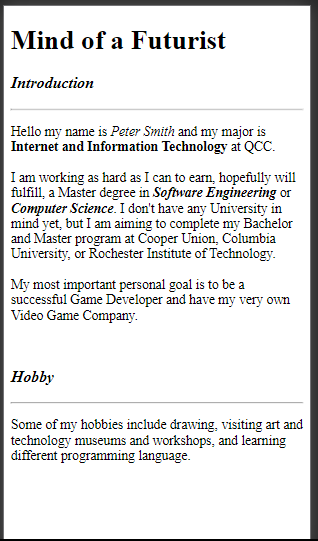 Mind of a Futurist
Introduction
Hello my name is Peter Smith and my major is
Internet and Information Technology at QCC.
I am working as hard as I can to earn, hopefully will
fulfill, a Master degree in Software Engineering or
Computer Science. I don't have any University in
mind yet, but I am aiming to complete my Bachelor
and Master program at Cooper Union, Columbia
University, or Rochester Institute of Technology.
My most important personal goal is to be a
successful Game Developer and have my very own
Video Game Company.
Hobby
Some of my hobbies include drawing, visiting art and
technology museums and workshops, and learning
different programming language.